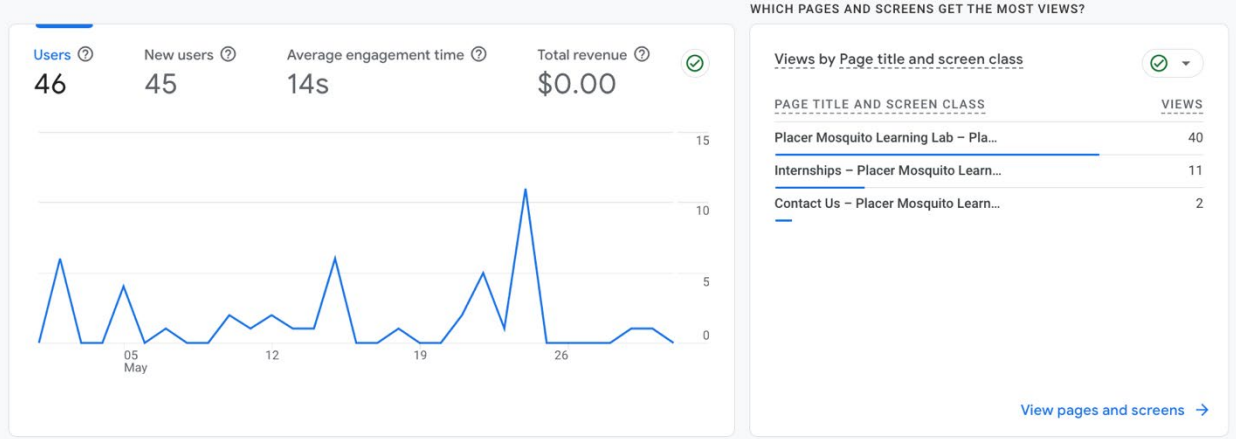 WHICH PAGES AND SCREENS GET THE MOST VIEWS?
Users New users Average engagement time Total revenue
46 45 14s $0.00
15
10
5
0
05 12 19 26
May
Views by Page title and screen class
PAGE TITLE AND SCREEN CLASS VIEWS
Placer Mosquito Learning Lab – Pla... 40
Internships – Placer Mosquito Learn... 11
Contact Us – Placer Mosquito Learn... 2
View pages and screens